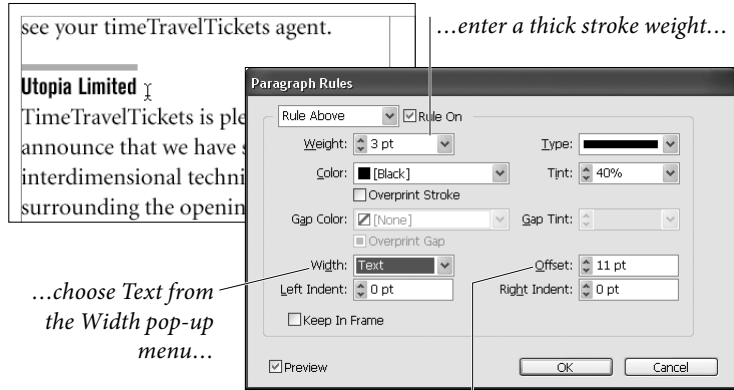 see your timeTravelTickets agent.
…enter a thick stroke weight…
Utopia Limited
TimeTravelTickets is ple
announce that we have s
interdimensional techni
surrounding the openin
Paragraph Rules
Rule Above Rule On
Weight: 3 pt Type:
Color: [Black] Tint: 40%
Overprint Stroke
Gap Color: [None] Gap Tint:
Overprint Gap
Width: Text Offset: 11 pt
Left Indent: 0 pt Right Indent: 0 pt
Keep In Frame
Preview OK Cancel
…choose Text from
the Width pop-up
menu…